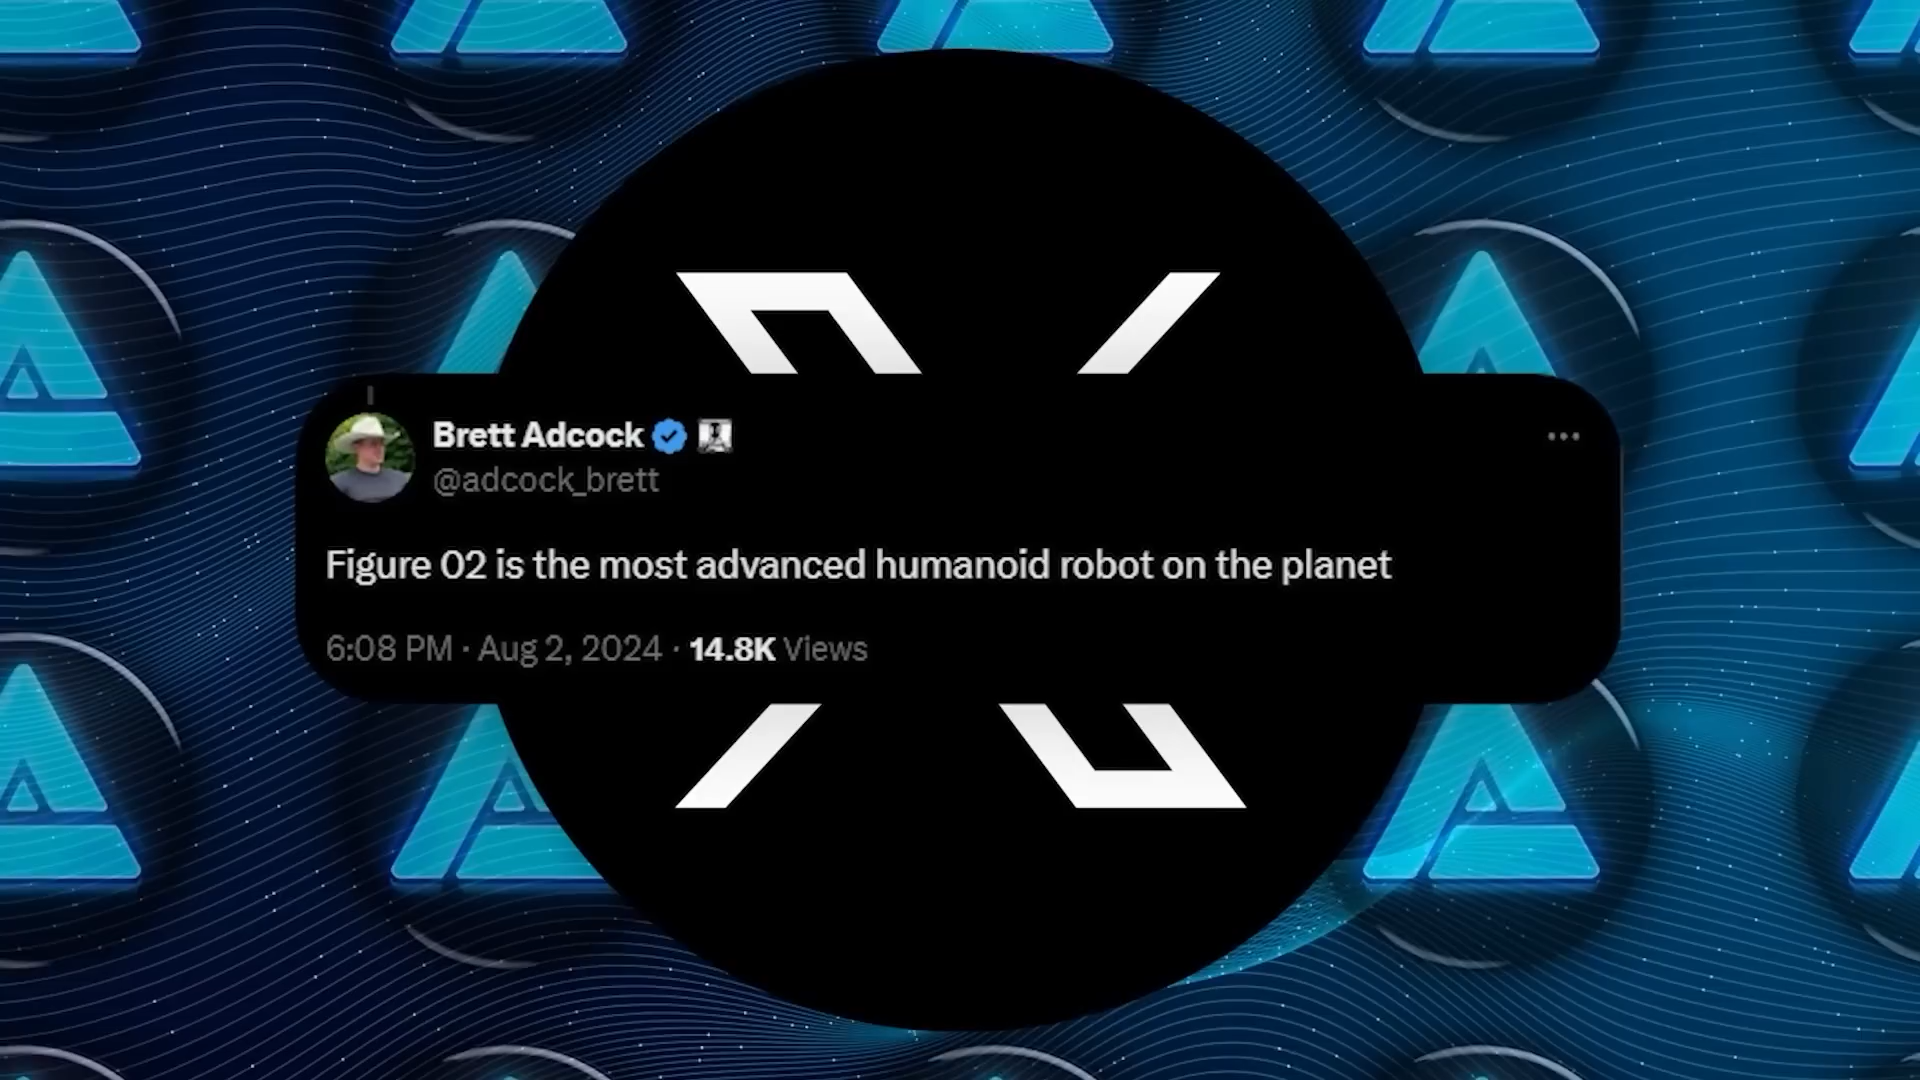 Brett Adcock
@adcock_brett
Figure 02 is the most advanced humanoid robot on the planet
6:08 PM · Aug 2, 2024 · 14.8K Views